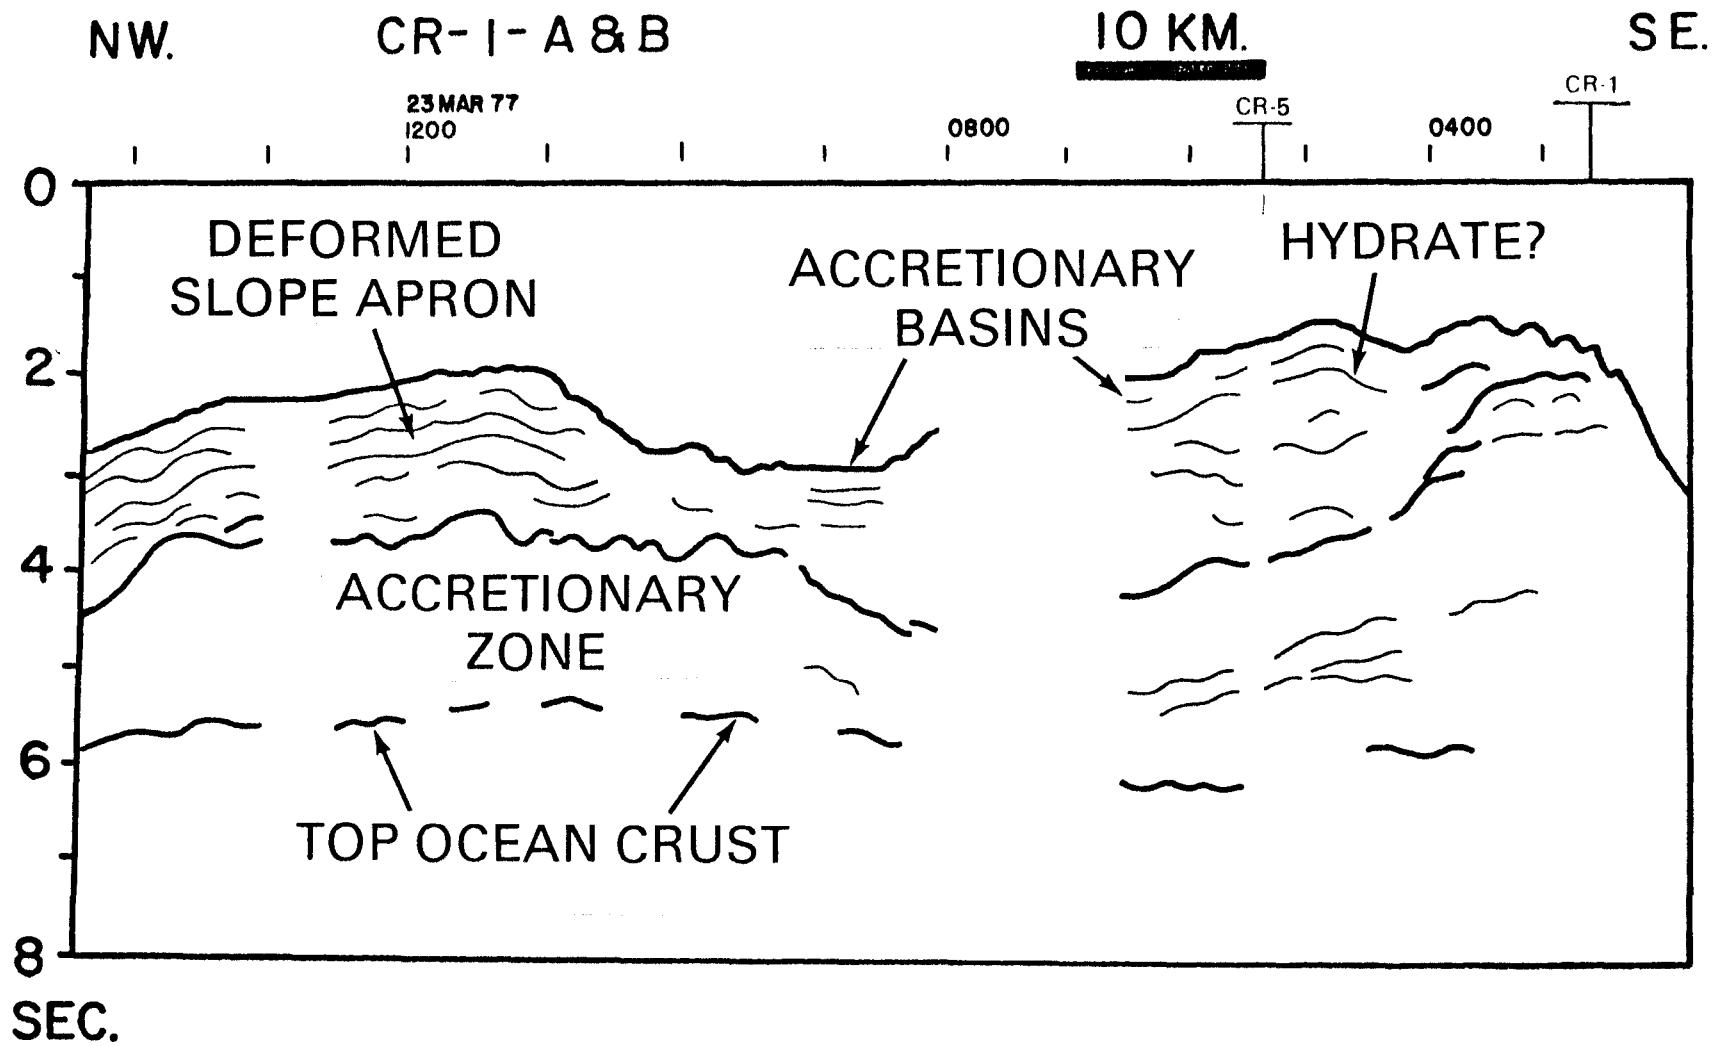 NW. CR-1-A & B 10 KM. SE.
CR-1
23 MAR 77
CR-5
1200 0800 0400
0
DEFORMED
SLOPE APRON
ACCRETIONARY
BASINS
HYDRATE?
2
4
ACCRETIONARY
ZONE
6
TOP OCEAN CRUST
8
SEC.